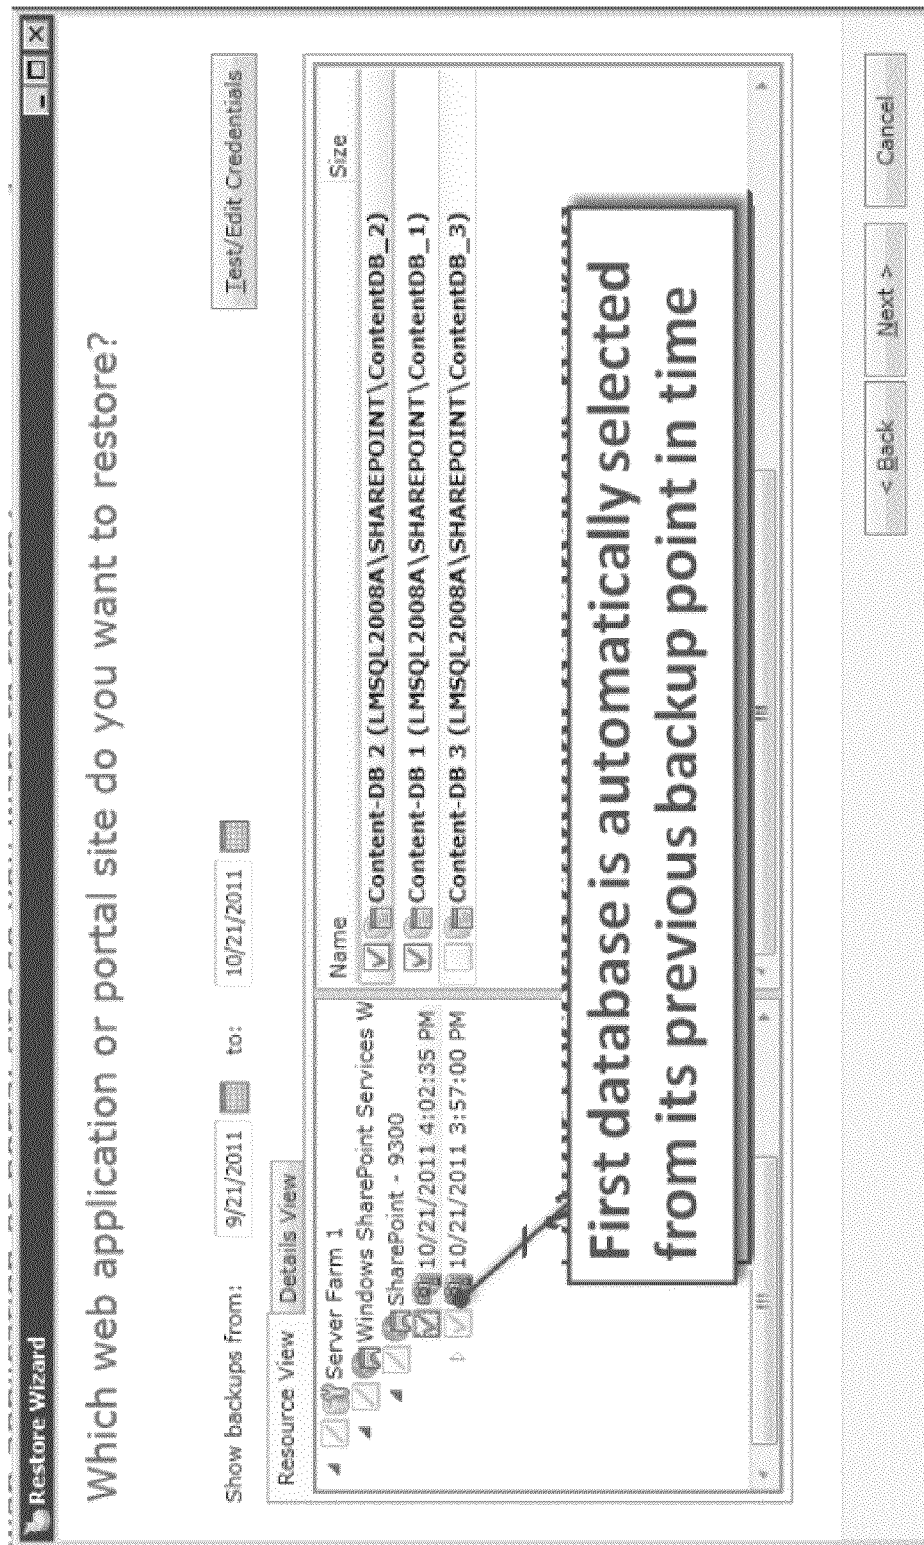 Restore Wizard
Which web application or portal site do you want to restore?
Show backups from: 9/21/2011 to: 10/21/2011
Test/Edit Credentials
Resource View Details View
Server Farm 1
Windows SharePoint Services W
SharePoint - 9300
10/21/2011 4:02:35 PM
10/21/2011 3:57:00 PM
Name Size
Content-DB 2 (LMSQL2008A\SHAREPOINT\ContentDB_2)
Content-DB 1 (LMSQL2008A\SHAREPOINT\ContentDB_1)
Content-DB 3 (LMSQL2008A\SHAREPOINT\ContentDB_3)
First database is automatically selected
from its previous backup point in time
< Back Next > Cancel